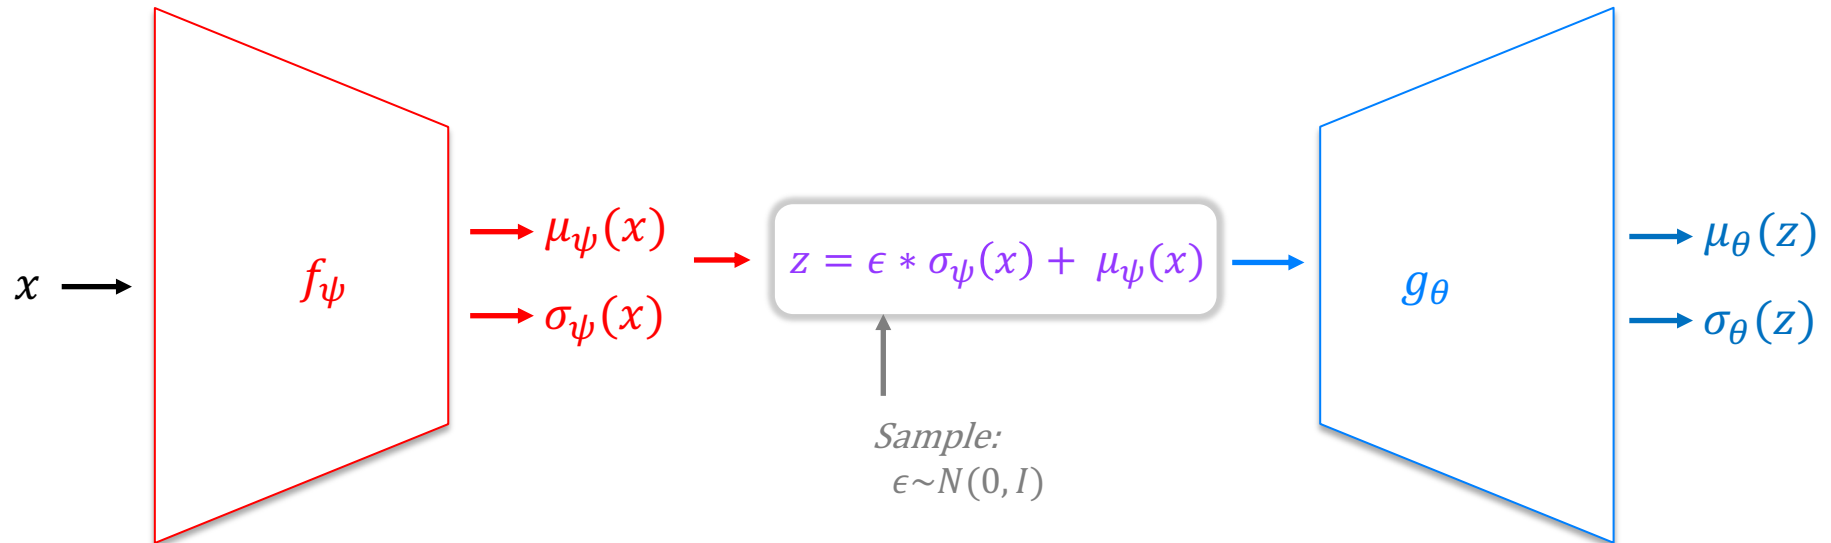 x
f_ψ
μ_ψ(x)
σ_ψ(x)
z = ϵ ∗ σ_ψ(x) + μ_ψ(x)
Sample:
ϵ~N(0, I)
g_θ
μ_θ(z)
σ_θ(z)